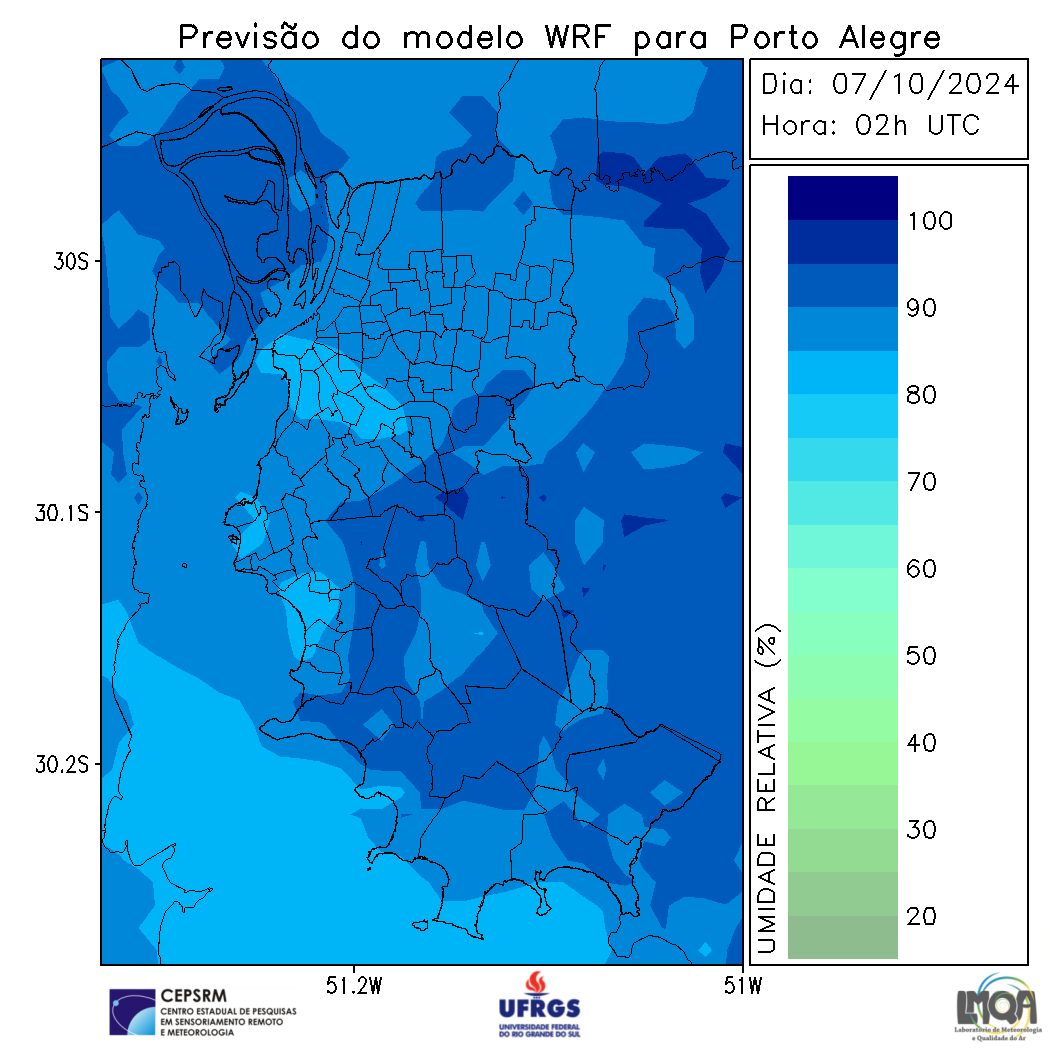 Previsão do modelo WRF para Porto Alegre
Dia: 07/10/2024
Hora: 02h UTC
30S
30.1S
30.2S
51.2W
51W
100
90
80
70
60
50
40
30
20
UMIDADE RELATIVA (%)
CEPSRM
CENTRO ESTADUAL DE PESQUISAS
EM SENSORIAMENTO REMOTO
E METEOROLOGIA
UFRGS
UNIVERSIDADE FEDERAL
DO RIO GRANDE DO SUL
LMQA
Laboratório de Meteorologia
e Qualidade do Ar